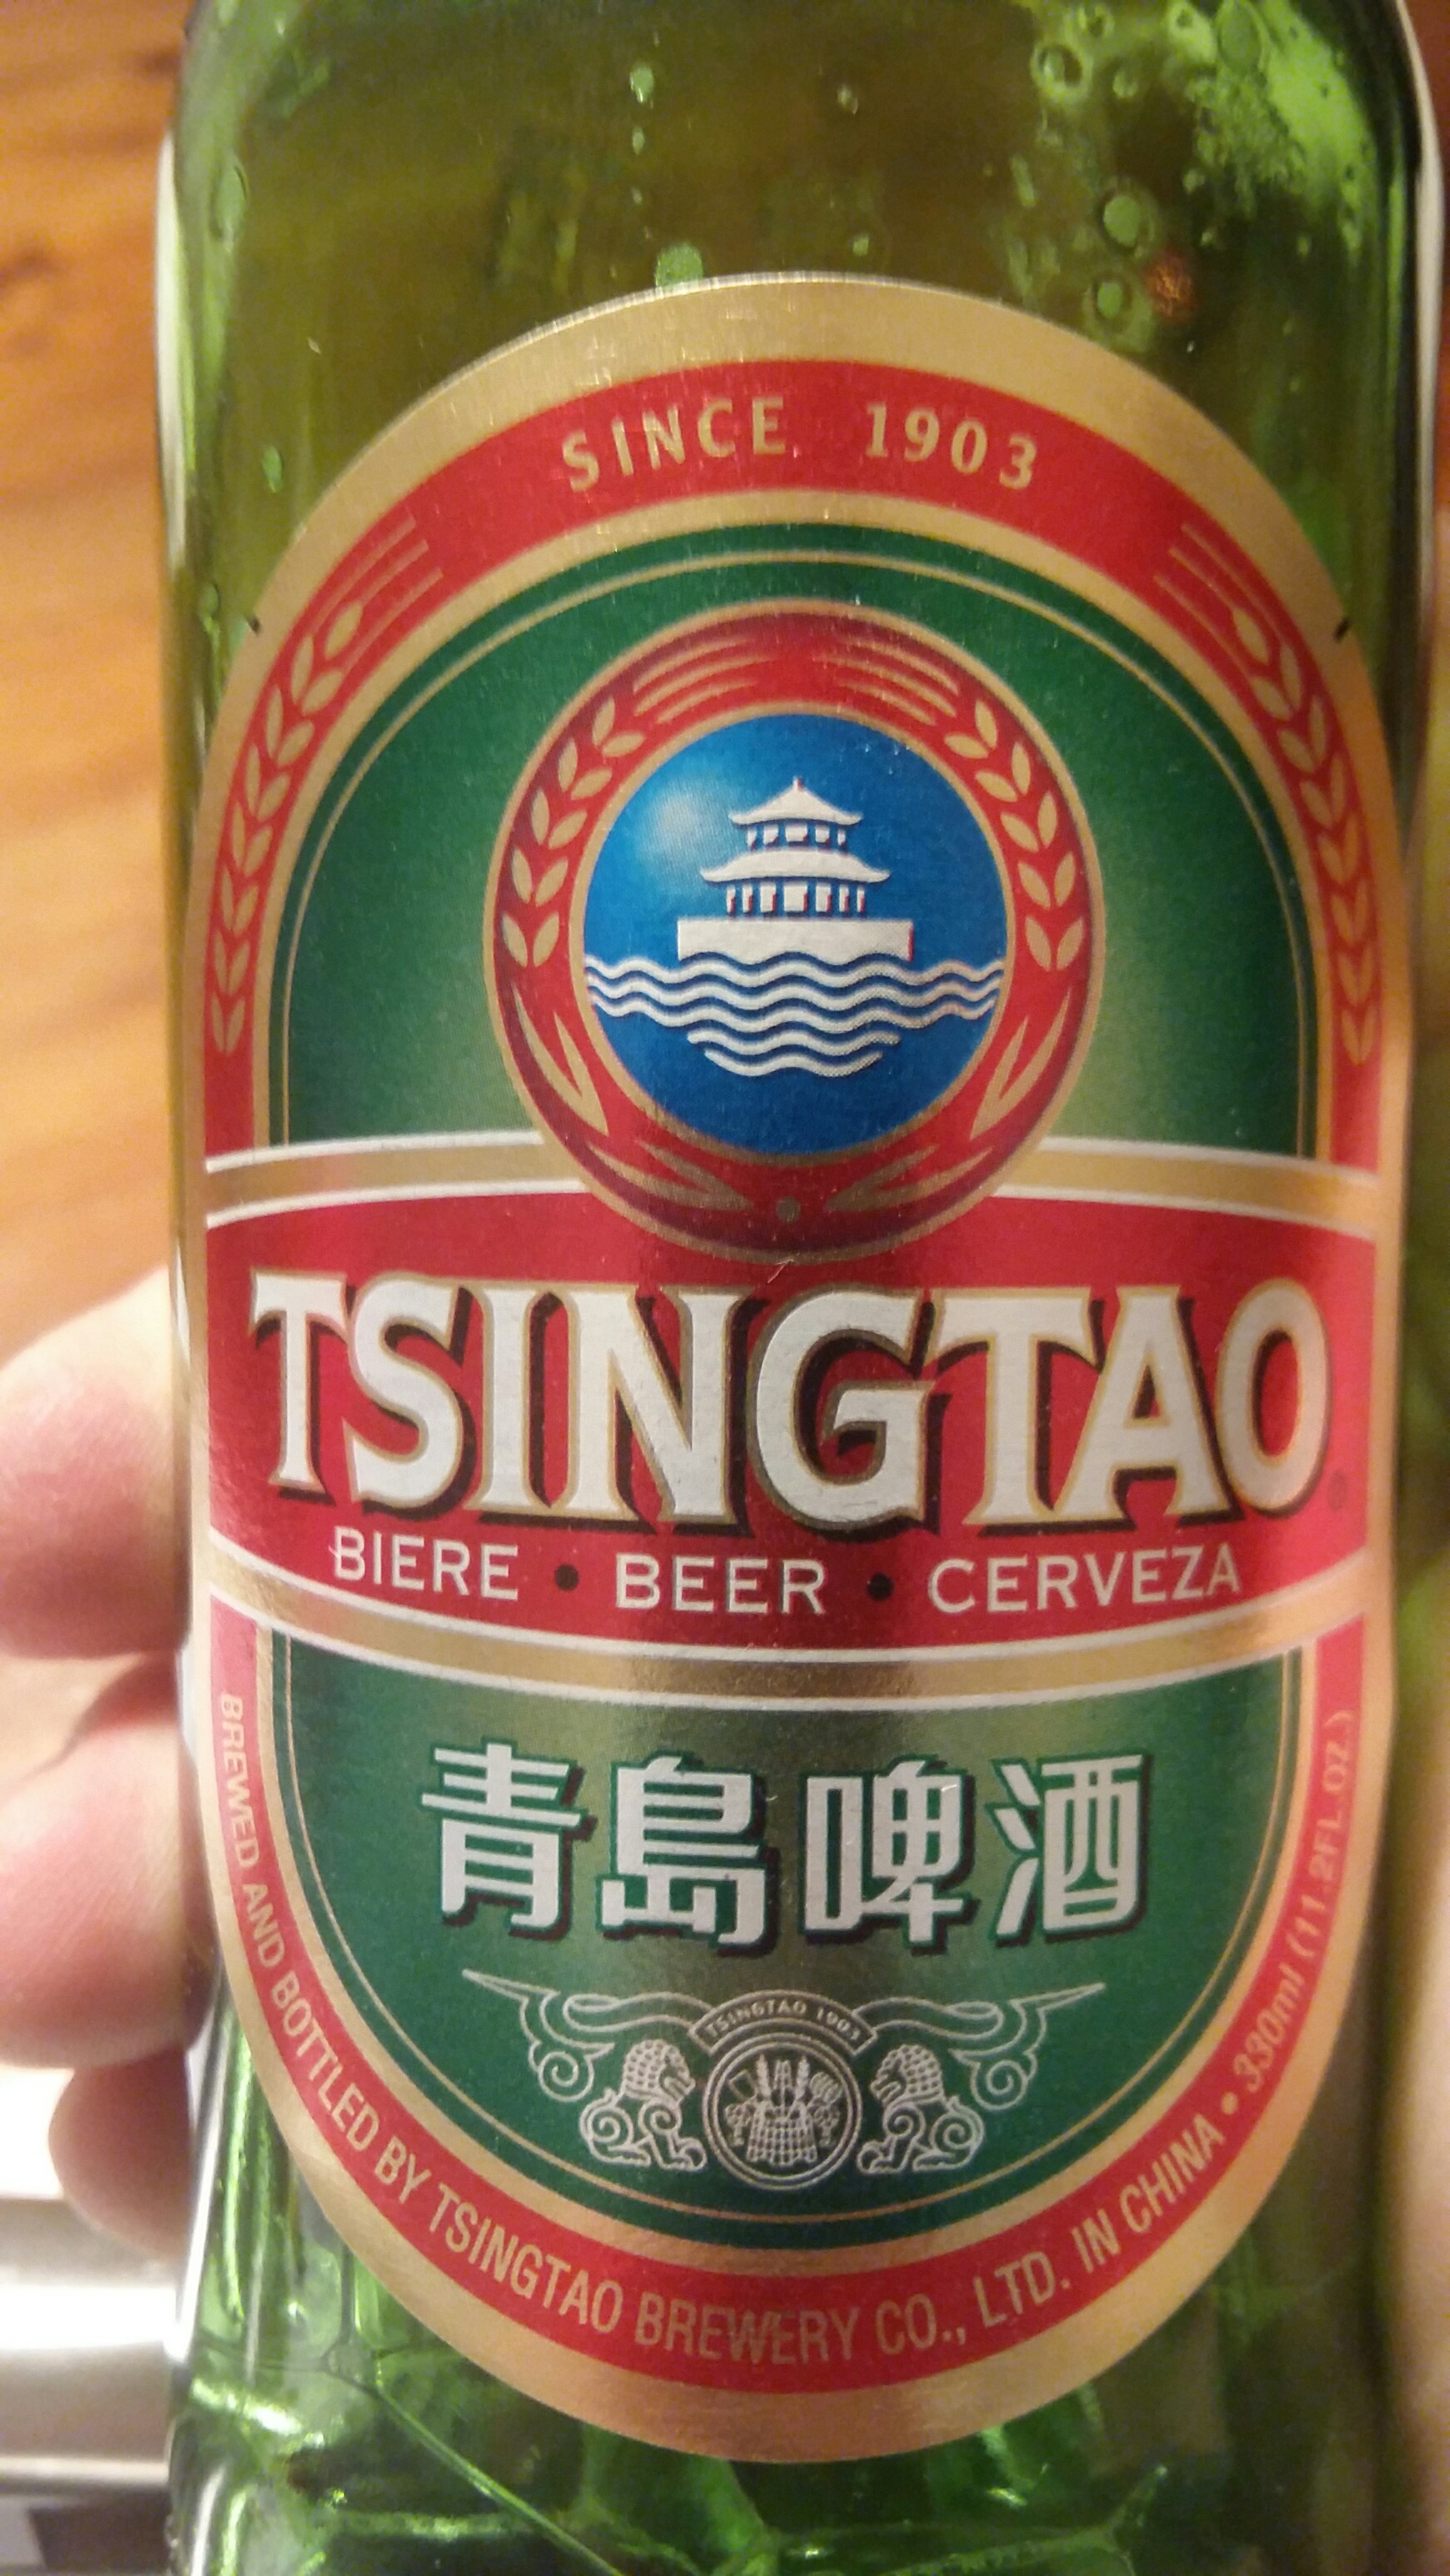 SINCE 1903
TSINGTAO
BIERE • BEER • CERVEZA
青島啤酒
TSINGTAO 1903
BREWED AND BOTTLED BY TSINGTAO BREWERY CO., LTD. IN CHINA • 330ml (11.2FL.OZ.)